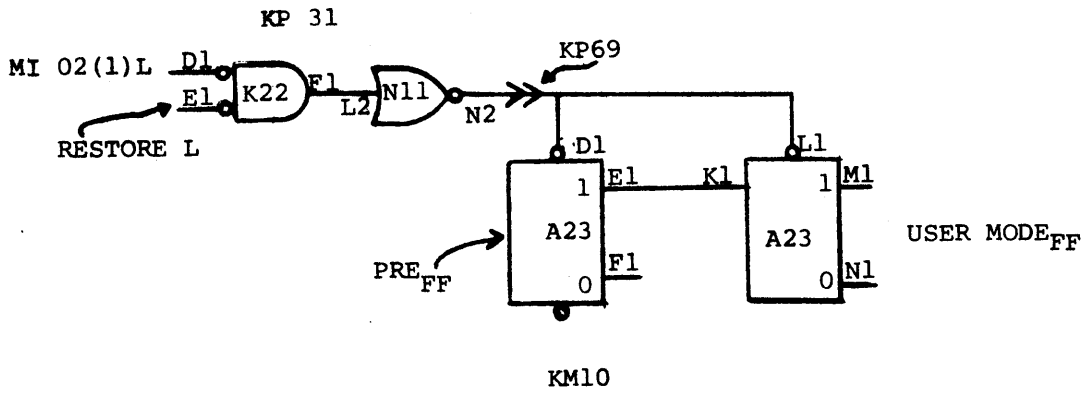 KP 31
KP69
MI 02(1)L
D1
E1
K22
F1
L2
N11
N2
RESTORE L
D1
L1
1
E1
K1
1
M1
A23
A23
USER MODE FF
PRE FF
F1
0
0
N1
KM10